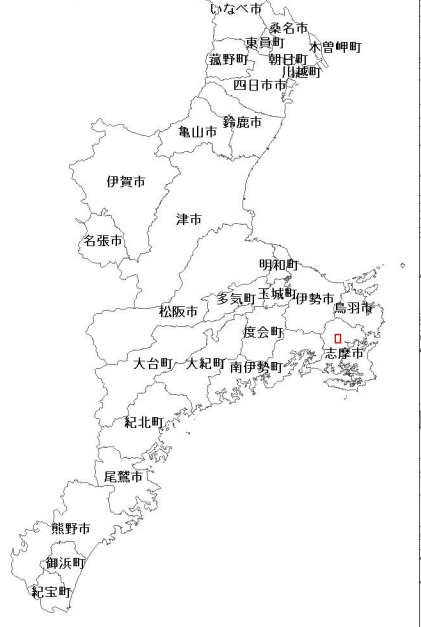 いなべ市
桑名市
東員町
木曽岬町
菰野町
朝日町
川越町
四日市市
鈴鹿市
亀山市
伊賀市
津市
名張市
明和町
玉城町
多気町
伊勢市
鳥羽市
松阪市
度会町
志摩市
大台町
大紀町
南伊勢町
紀北町
尾鷲市
熊野市
御浜町
紀宝町